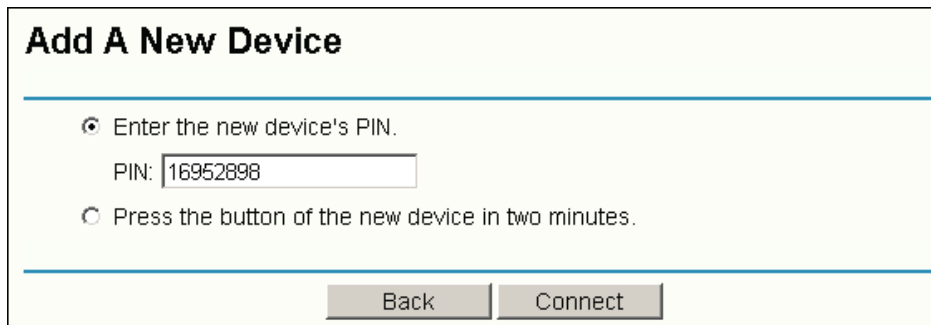 Add A New Device
Enter the new device's PIN.
PIN: 16952898
Press the button of the new device in two minutes.
Back Connect